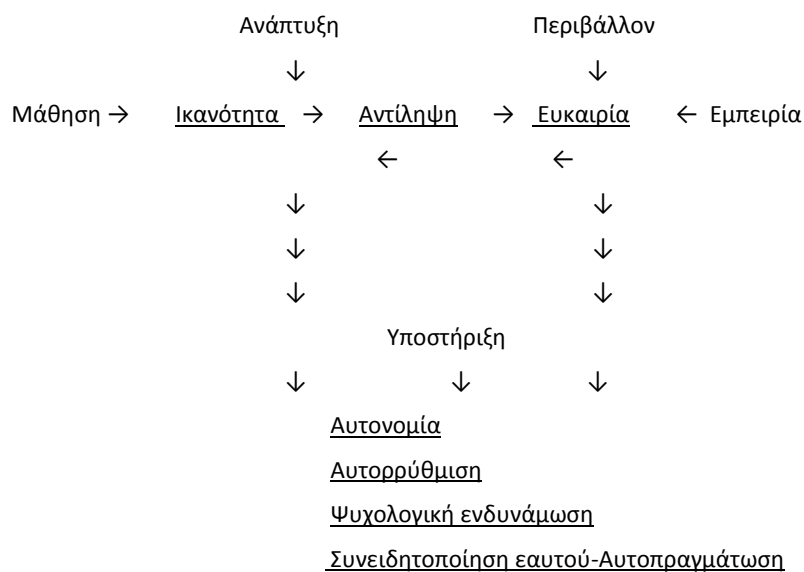 Ανάπτυξη Περιβάλλον
↓ ↓
Μάθηση → Ικανότητα → Αντίληψη → Ευκαιρία ← Εμπειρία
← ←
↓ ↓
↓ ↓
↓ ↓
Υποστήριξη
↓ ↓ ↓
Αυτονομία
Αυτορρύθμιση
Ψυχολογική ενδυνάμωση
Συνειδητοποίηση εαυτού-Αυτοπραγμάτωση